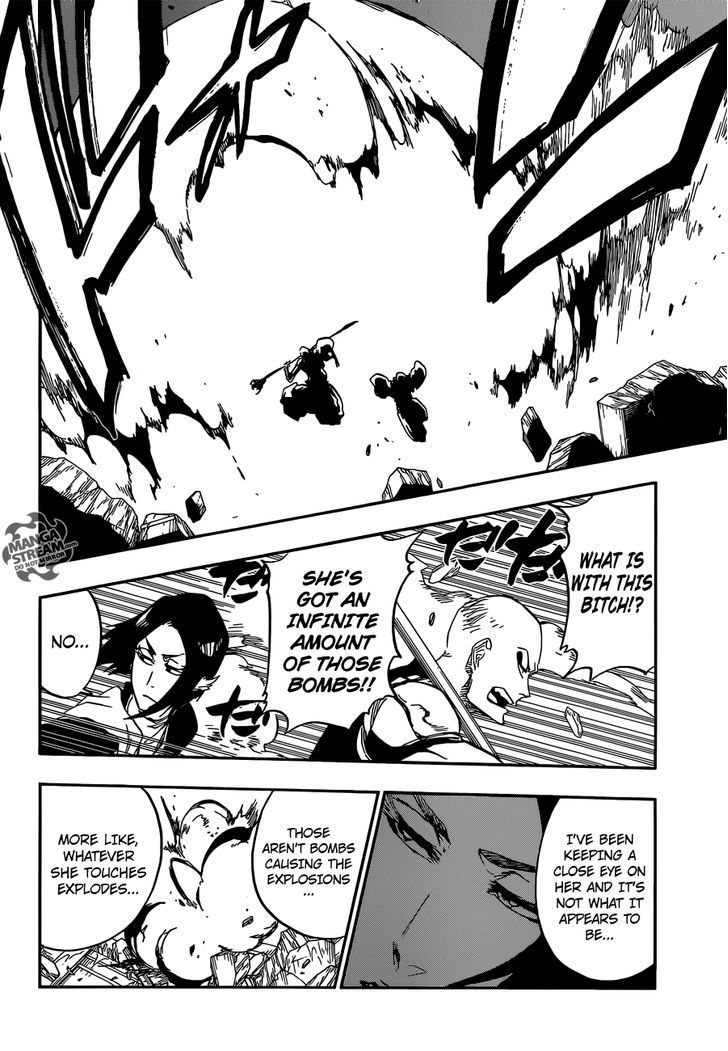 MANGA
STREAM.com
DO NOT MIRROR
WHAT IS
WITH THIS
BITCH!?
SHE'S
GOT AN
INFINITE
AMOUNT
OF THOSE
BOMBS!!
NO...
I'VE BEEN
KEEPING
A CLOSE
EYE ON
HER AND IT'S
NOT WHAT IT
APPEARS TO
BE...
THOSE
AREN'T BOMBS
CAUSING THE
EXPLOSIONS
...
MORE LIKE,
WHATEVER
SHE TOUCHES
EXPLODES...